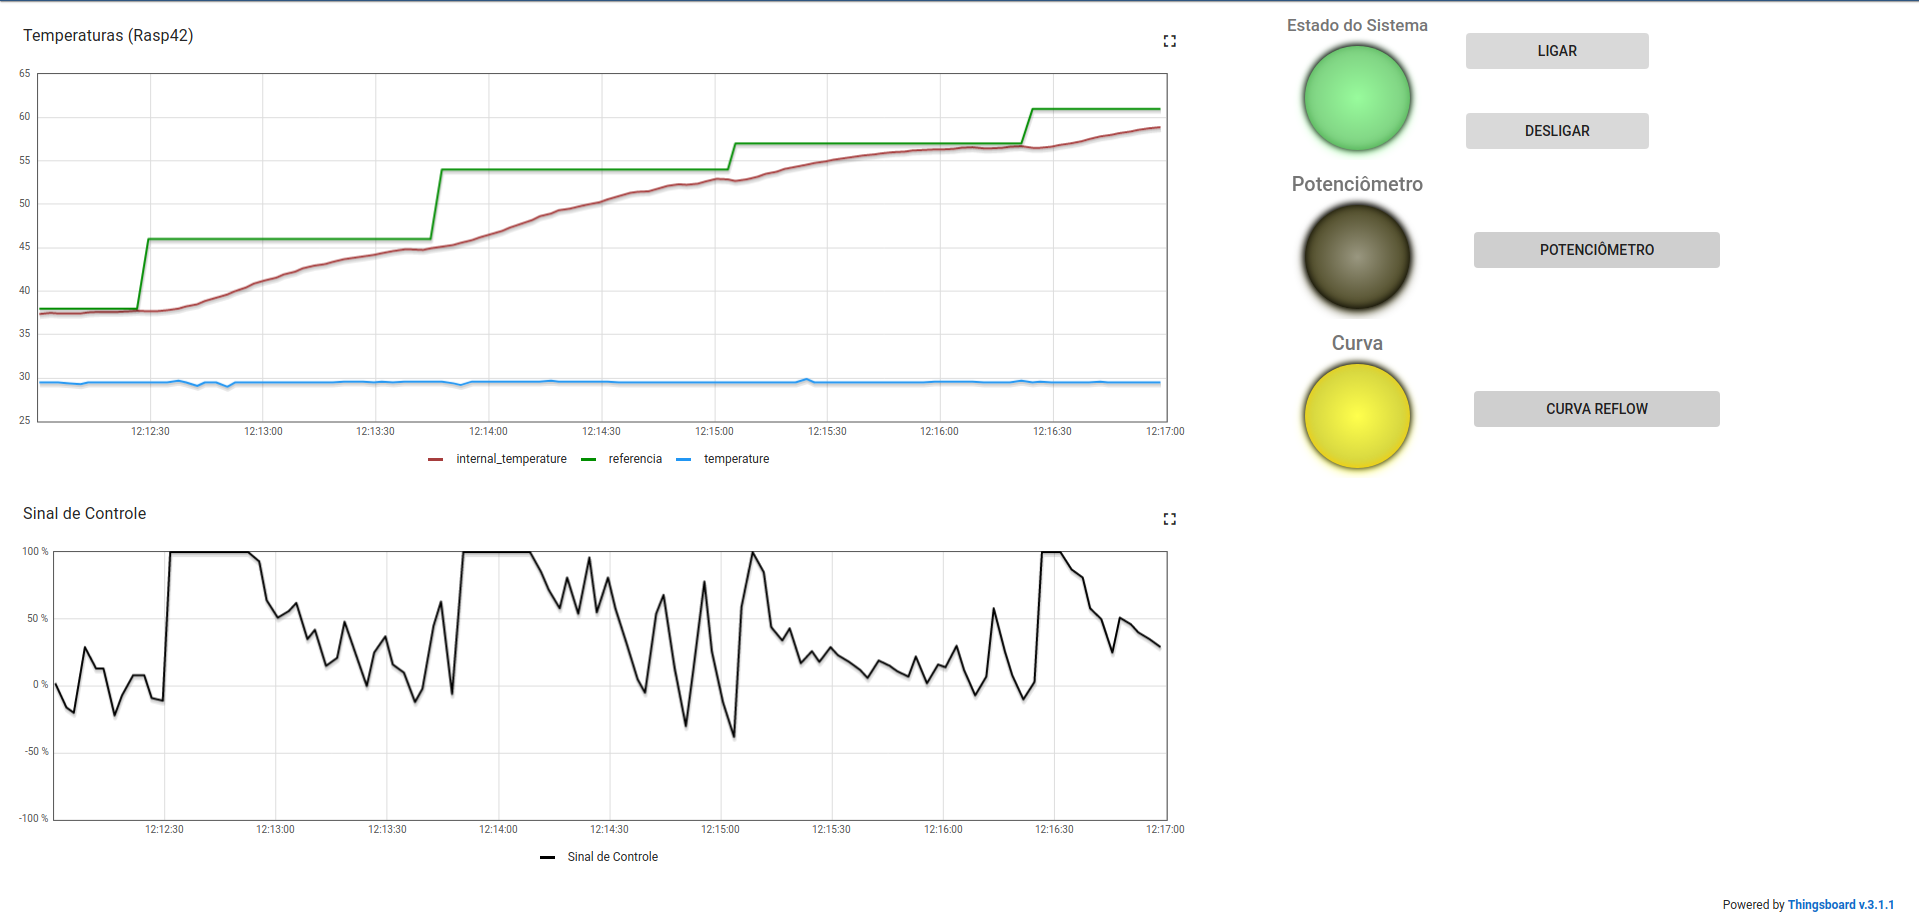 Temperaturas (Rasp42)
65
60
55
50
45
40
35
30
25
12:12:30 12:13:00 12:13:30 12:14:00 12:14:30 12:15:00 12:15:30 12:16:00 12:16:30 12:17:00
internal_temperature referencia temperature
Sinal de Controle
100 %
50 %
0 %
-50 %
-100 %
12:12:30 12:13:00 12:13:30 12:14:00 12:14:30 12:15:00 12:15:30 12:16:00 12:16:30 12:17:00
Sinal de Controle
Estado do Sistema
LIGAR
DESLIGAR
Potenciômetro
POTENCIÔMETRO
Curva
CURVA REFLOW
Powered by Thingsboard v.3.1.1